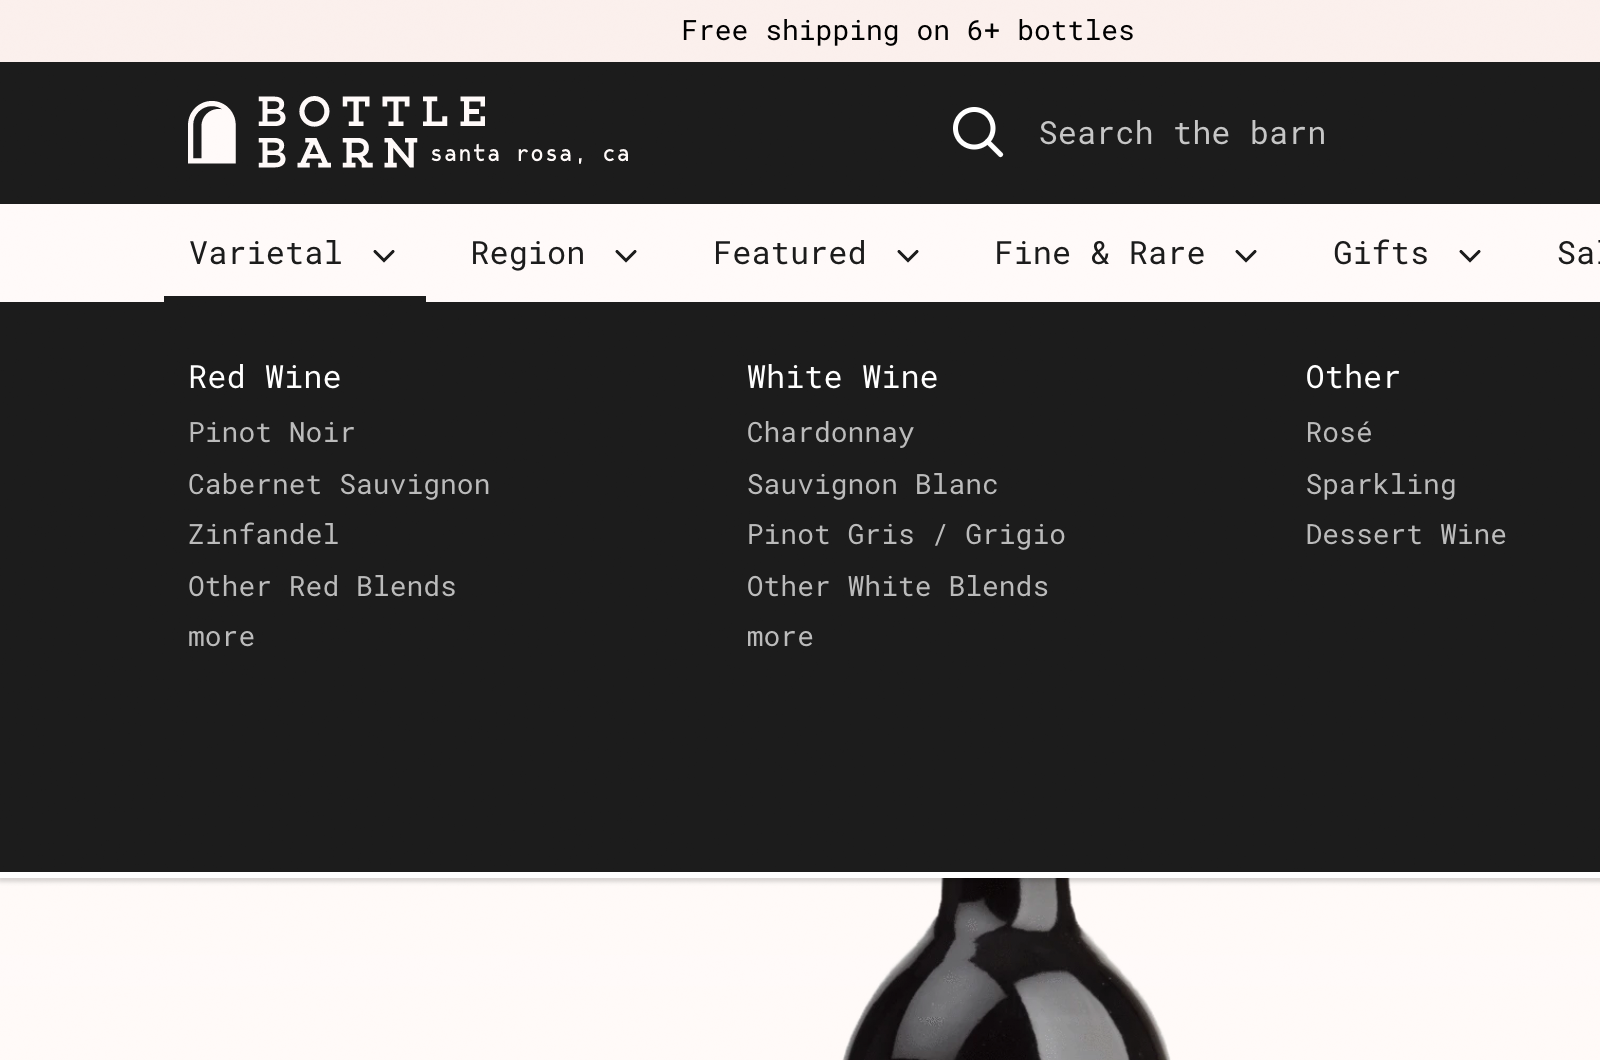 Free shipping on 6+ bottles
BOTTLE
BARN santa rosa, ca
Search the barn
Varietal Region Featured Fine & Rare Gifts
Red Wine
Pinot Noir
Cabernet Sauvignon
Zinfandel
Other Red Blends
more
White Wine
Chardonnay
Sauvignon Blanc
Pinot Gris / Grigio
Other White Blends
more
Other
Rosé
Sparkling
Dessert Wine